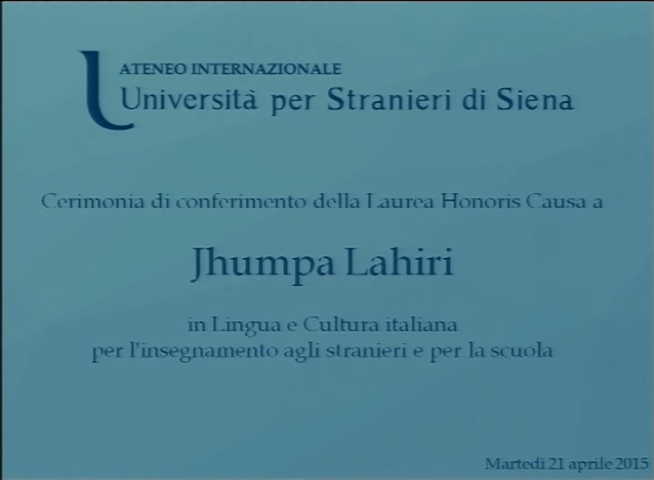 ATENEO INTERNAZIONALE
Università per Stranieri di Siena
Cerimonia di conferimento della Laurea Honoris Causa a
Jhumpa Lahiri
in Lingua e Cultura italiana
per l'insegnamento agli stranieri e per la scuola
Martedì 21 aprile 2015